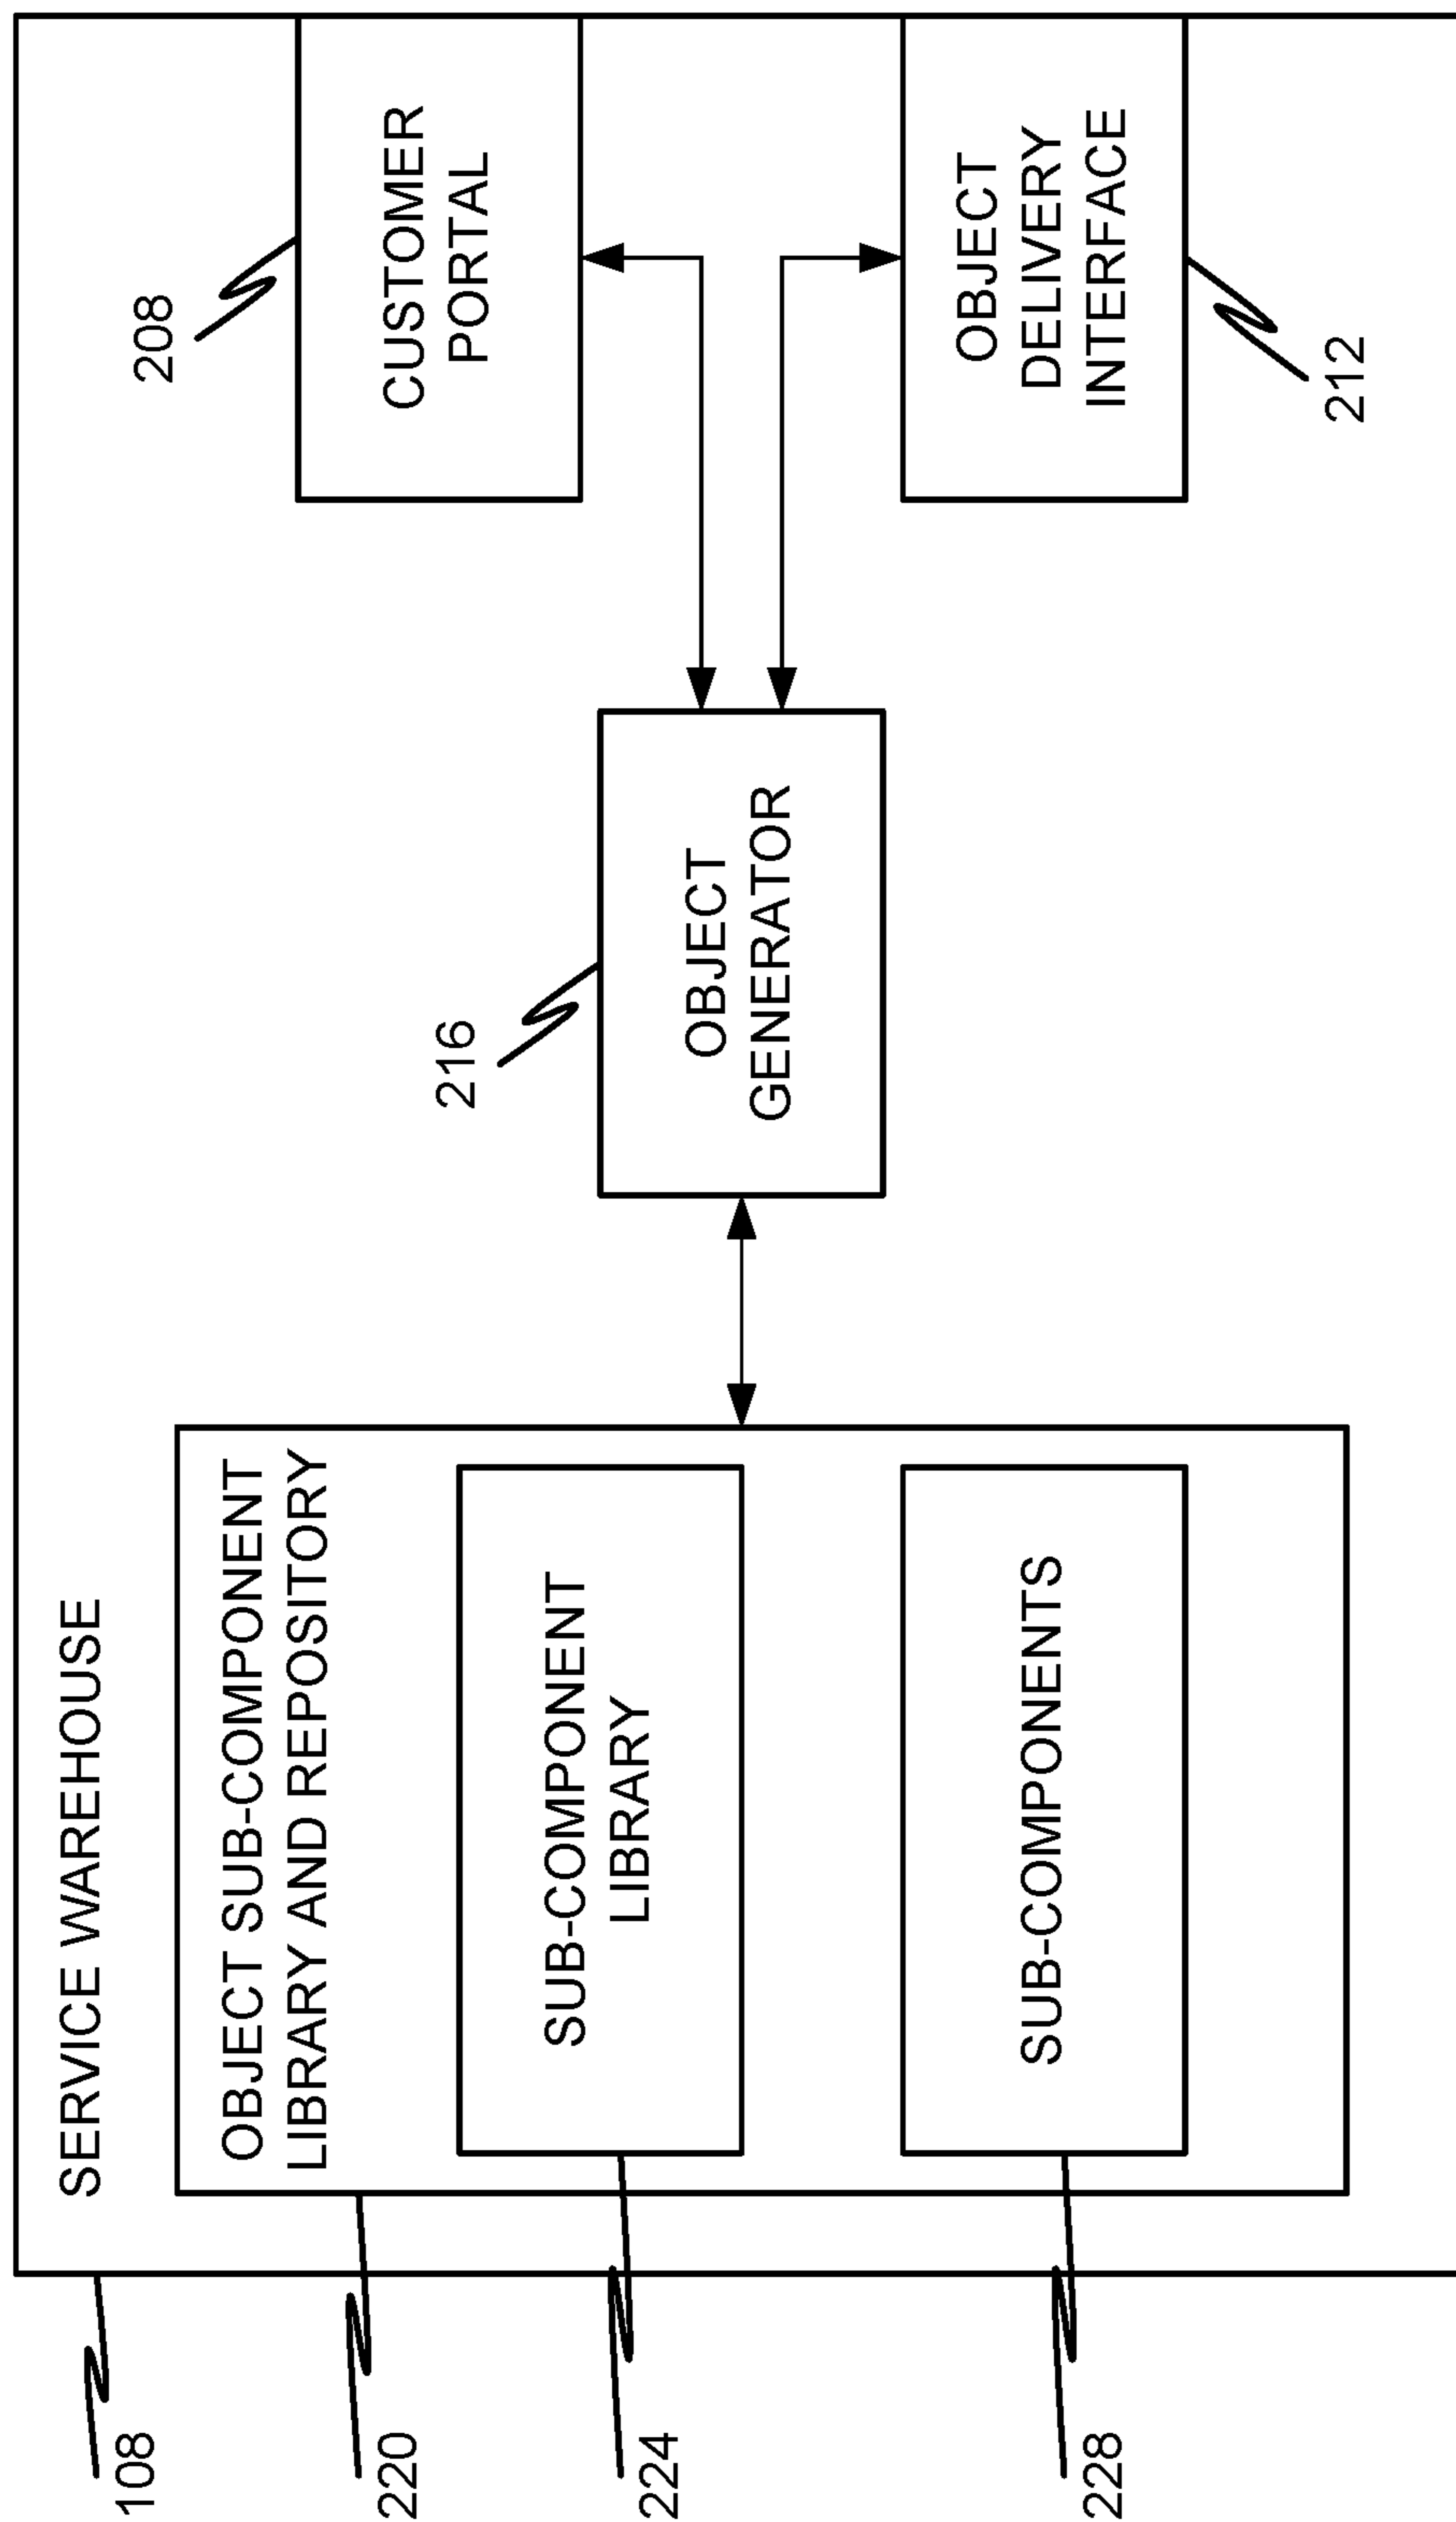 SERVICE WAREHOUSE
108
OBJECT SUB-COMPONENT
LIBRARY AND REPOSITORY
220
SUB-COMPONENT
LIBRARY
224
SUB-COMPONENTS
228
216
OBJECT
GENERATOR
208
CUSTOMER
PORTAL
OBJECT
DELIVERY
INTERFACE
212